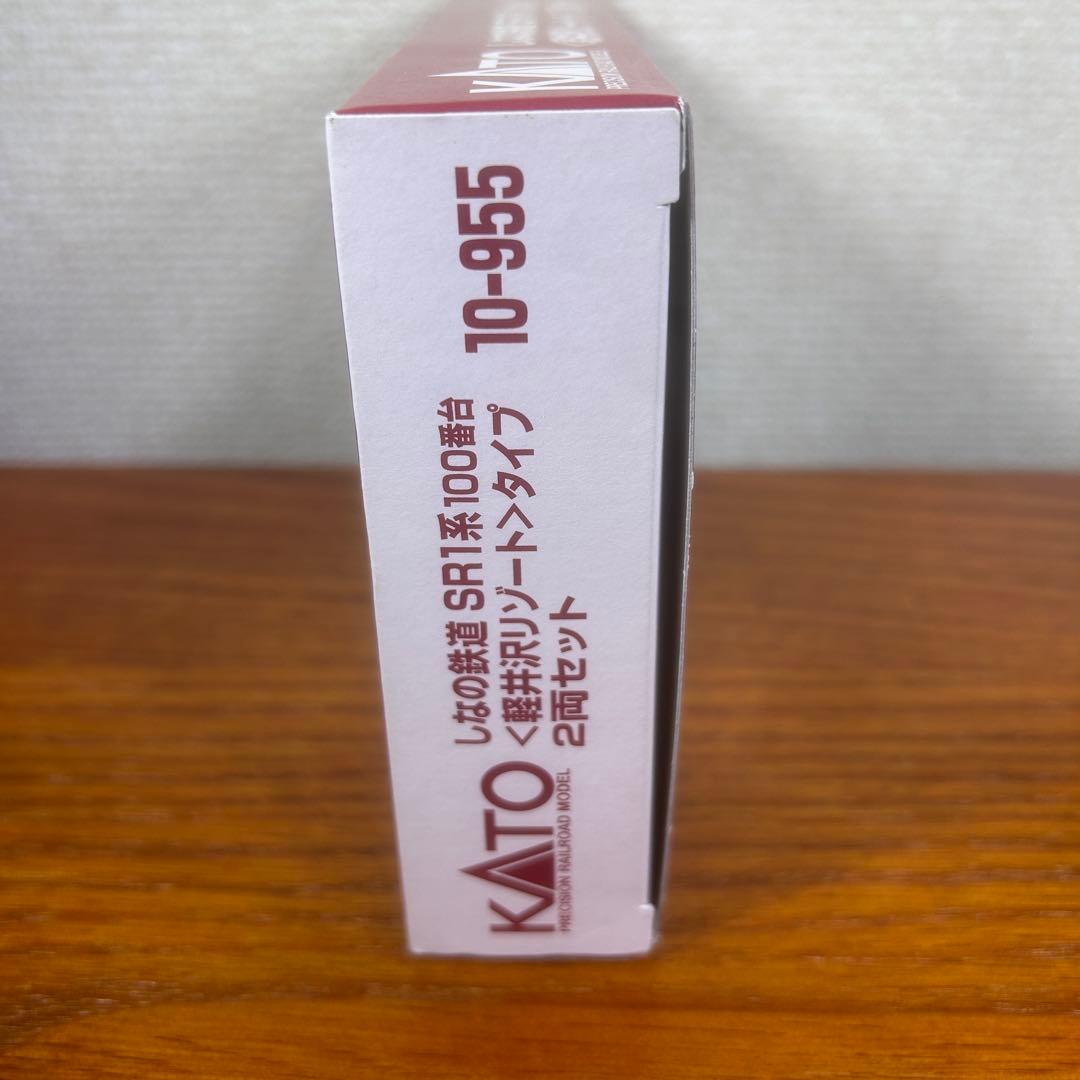 KATO
PRECISION RAILROAD MODEL
しなの鉄道 SR1系100番台
<軽井沢リゾート>タイプ
2両セット
10-955
KATO